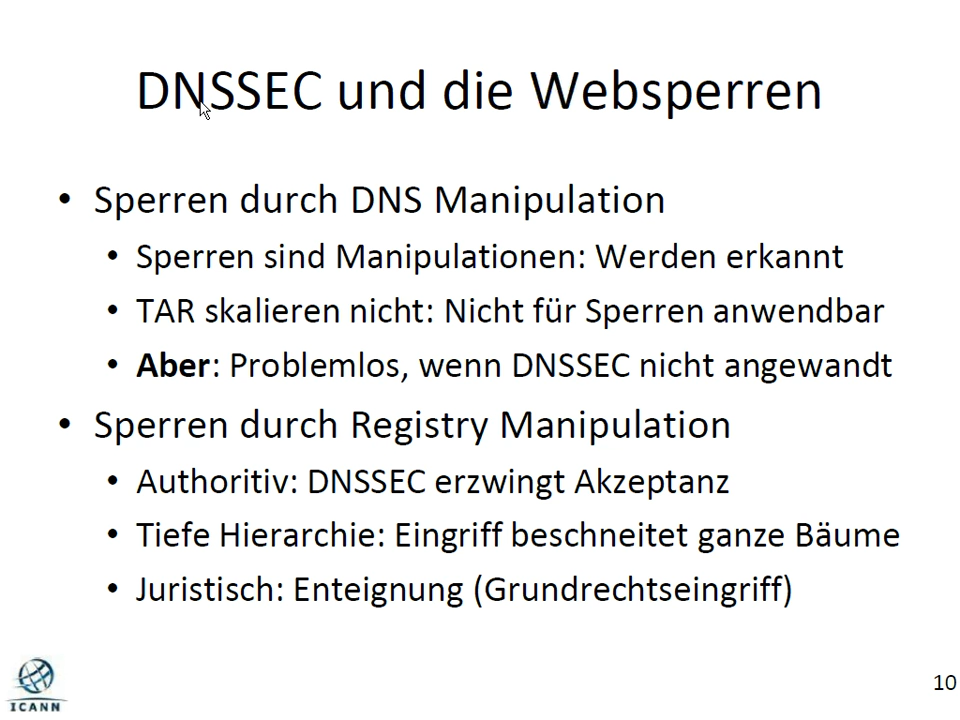 DNSSEC und die Websperren
• Sperren durch DNS Manipulation
• Sperren sind Manipulationen: Werden erkannt
• TAR skalieren nicht: Nicht für Sperren anwendbar
• Aber: Problemlos, wenn DNSSEC nicht angewandt
• Sperren durch Registry Manipulation
• Authoritiv: DNSSEC erzwingt Akzeptanz
• Tiefe Hierarchie: Eingriff beschneitet ganze Bäume
• Juristisch: Enteignung (Grundrechtseingriff)
ICANN
10